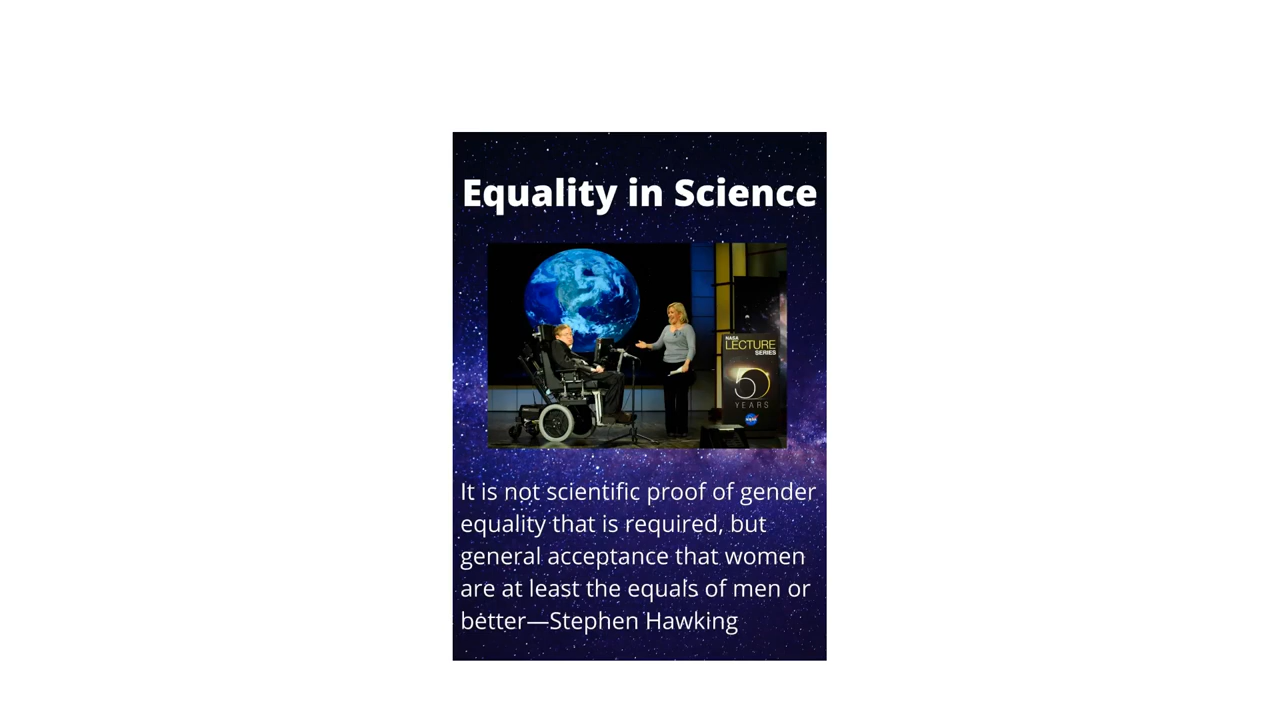 Equality in Science
NASA
LECTURE
SERIES
50
YEARS
NASA
It is not scientific proof of gender
equality that is required, but
general acceptance that women
are at least the equals of men or
better—Stephen Hawking